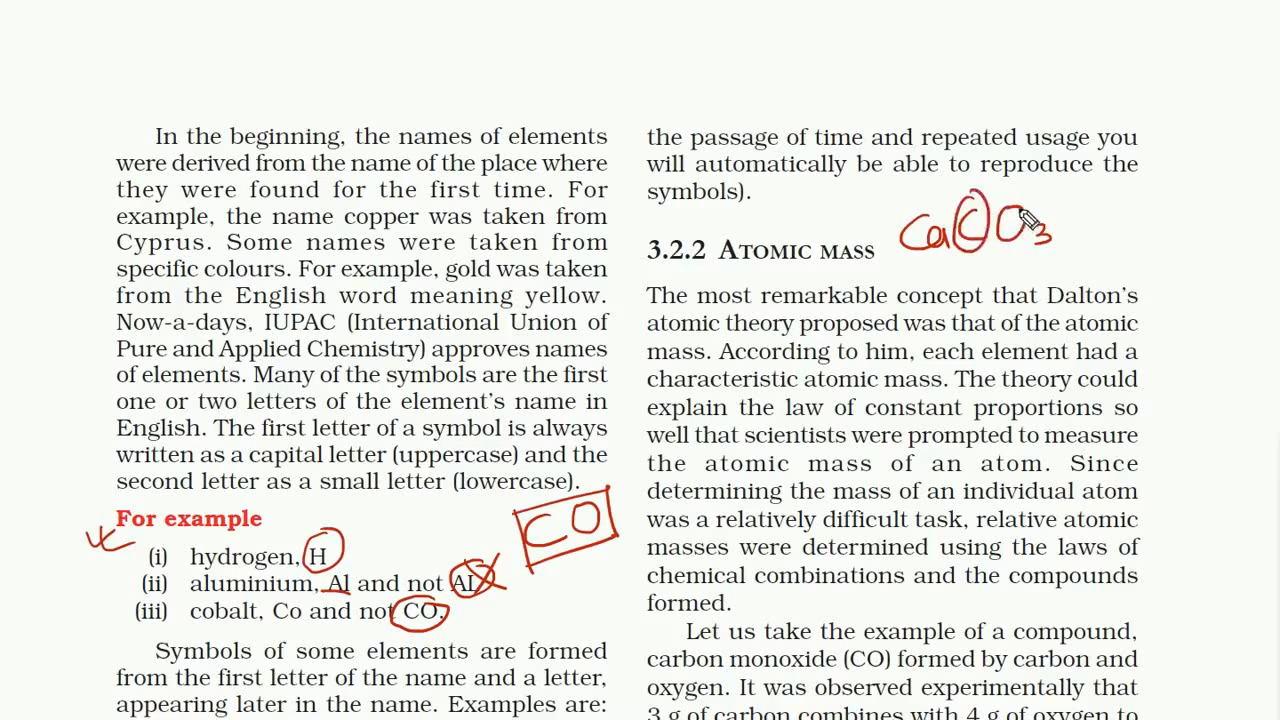 In the beginning, the names of elements
were derived from the name of the place where
they were found for the first time. For
example, the name copper was taken from
Cyprus. Some names were taken from
specific colours. For example, gold was taken
from the English word meaning yellow.
Now-a-days, IUPAC (International Union of
Pure and Applied Chemistry) approves names
of elements. Many of the symbols are the first
one or two letters of the element's name in
English. The first letter of a symbol is always
written as a capital letter (uppercase) and the
second letter as a small letter (lowercase).
For example
(i) hydrogen, H
(ii) aluminium, Al and not AL
(iii) cobalt, Co and not CO.
CO
Symbols of some elements are formed
from the first letter of the name and a letter,
appearing later in the name. Examples are:
the passage of time and repeated usage you
will automatically be able to reproduce the
symbols).
CaCO3
3.2.2 ATOMIC MASS
The most remarkable concept that Dalton's
atomic theory proposed was that of the atomic
mass. According to him, each element had a
characteristic atomic mass. The theory could
explain the law of constant proportions so
well that scientists were prompted to measure
the atomic mass of an atom. Since
determining the mass of an individual atom
was a relatively difficult task, relative atomic
masses were determined using the laws of
chemical combinations and the compounds
formed.
Let us take the example of a compound,
carbon monoxide (CO) formed by carbon and
oxygen. It was observed experimentally that
3 g of carbon combines with 4 g of oxygen to